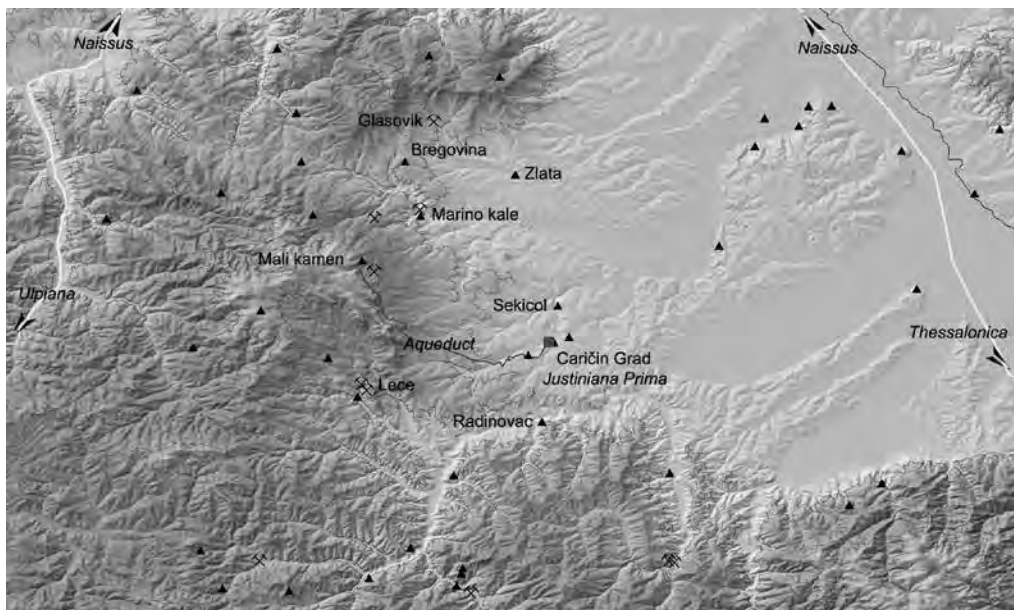 Naissus
Naissus
Glasovik
Bregovina
Zlata
Marino kale
Mali kamen
Ulpiana
Sekicol
Aqueduct
Thessalonica
Caričin Grad
Justiniana Prima
Lece
Radinovac